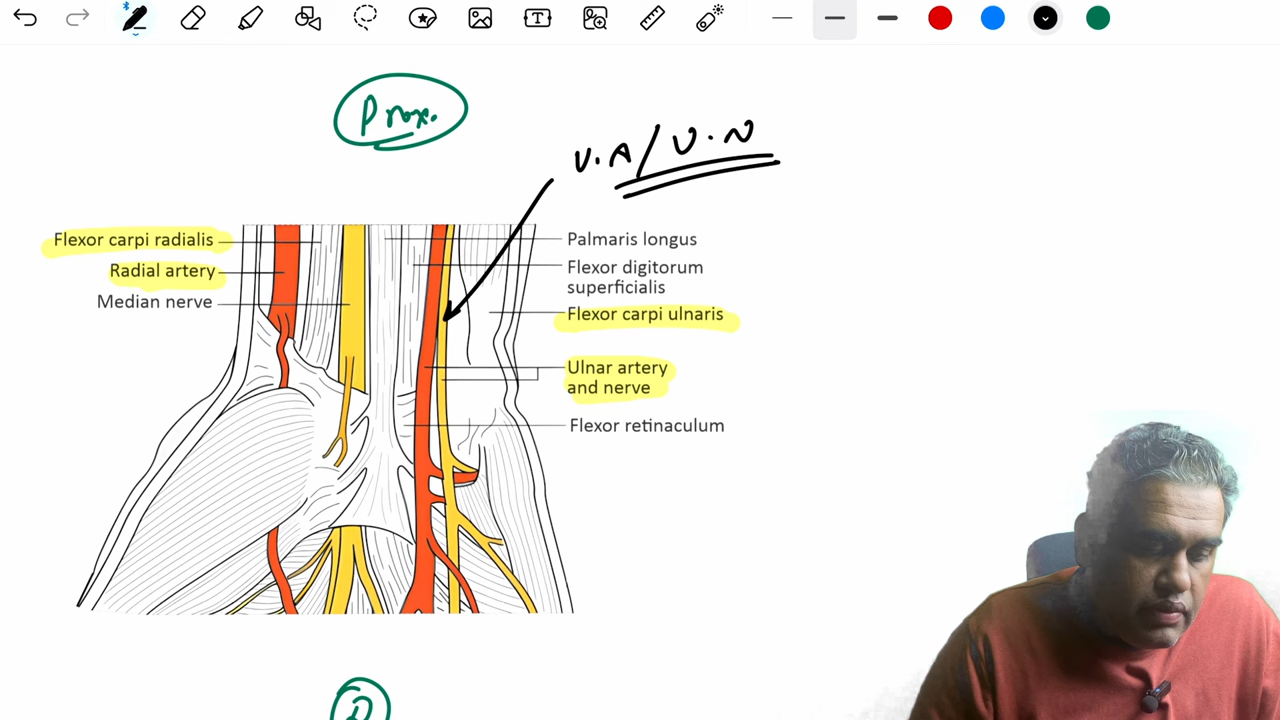 Prox.
U.A/U.N
Flexor carpi radialis
Radial artery
Median nerve
Palmaris longus
Flexor digitorum
superficialis
Flexor carpi ulnaris
Ulnar artery
and nerve
Flexor retinaculum